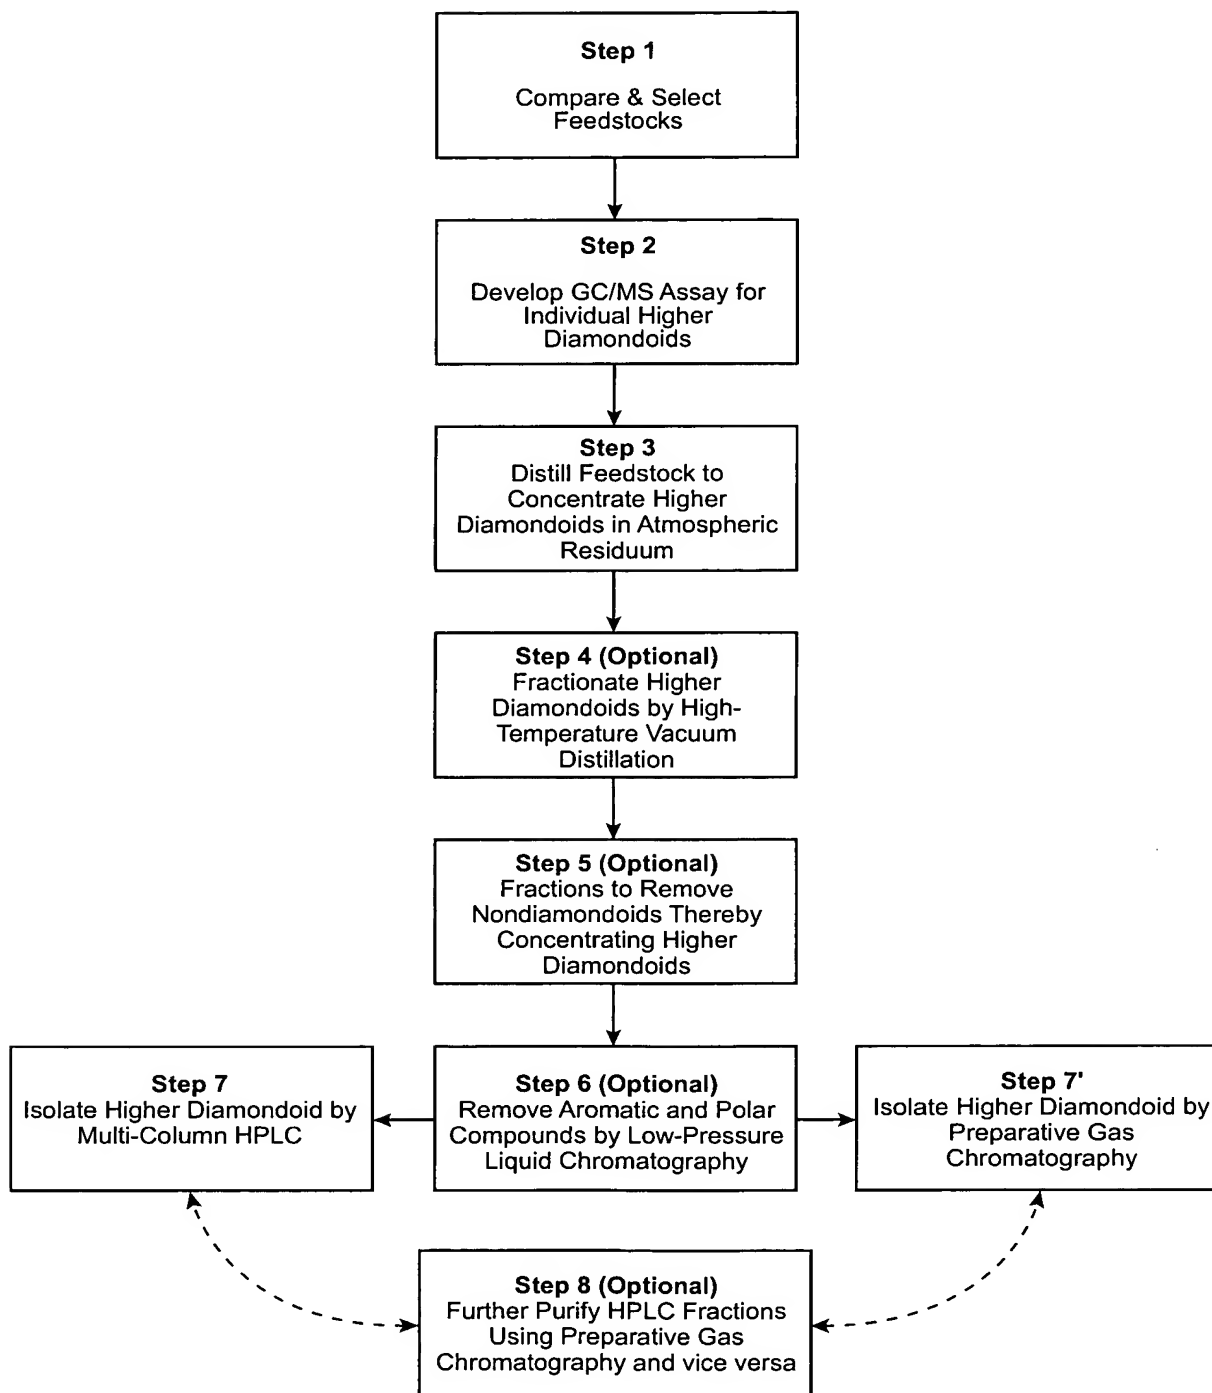 Step 1
Compare & Select
Feedstocks
Step 2
Develop GC/MS Assay for
Individual Higher
Diamondoids
Step 3
Distill Feedstock to
Concentrate Higher
Diamondoids in Atmospheric
Residuum
Step 4 (Optional)
Fractionate Higher
Diamondoids by High-
Temperature Vacuum
Distillation
Step 5 (Optional)
Fractions to Remove
Nondiamondoids Thereby
Concentrating Higher
Diamondoids
Step 7
Isolate Higher Diamondoid by
Multi-Column HPLC
Step 6 (Optional)
Remove Aromatic and Polar
Compounds by Low-Pressure
Liquid Chromatography
Step 7'
Isolate Higher Diamondoid by
Preparative Gas
Chromatography
Step 8 (Optional)
Further Purify HPLC Fractions
Using Preparative Gas
Chromatography and vice versa